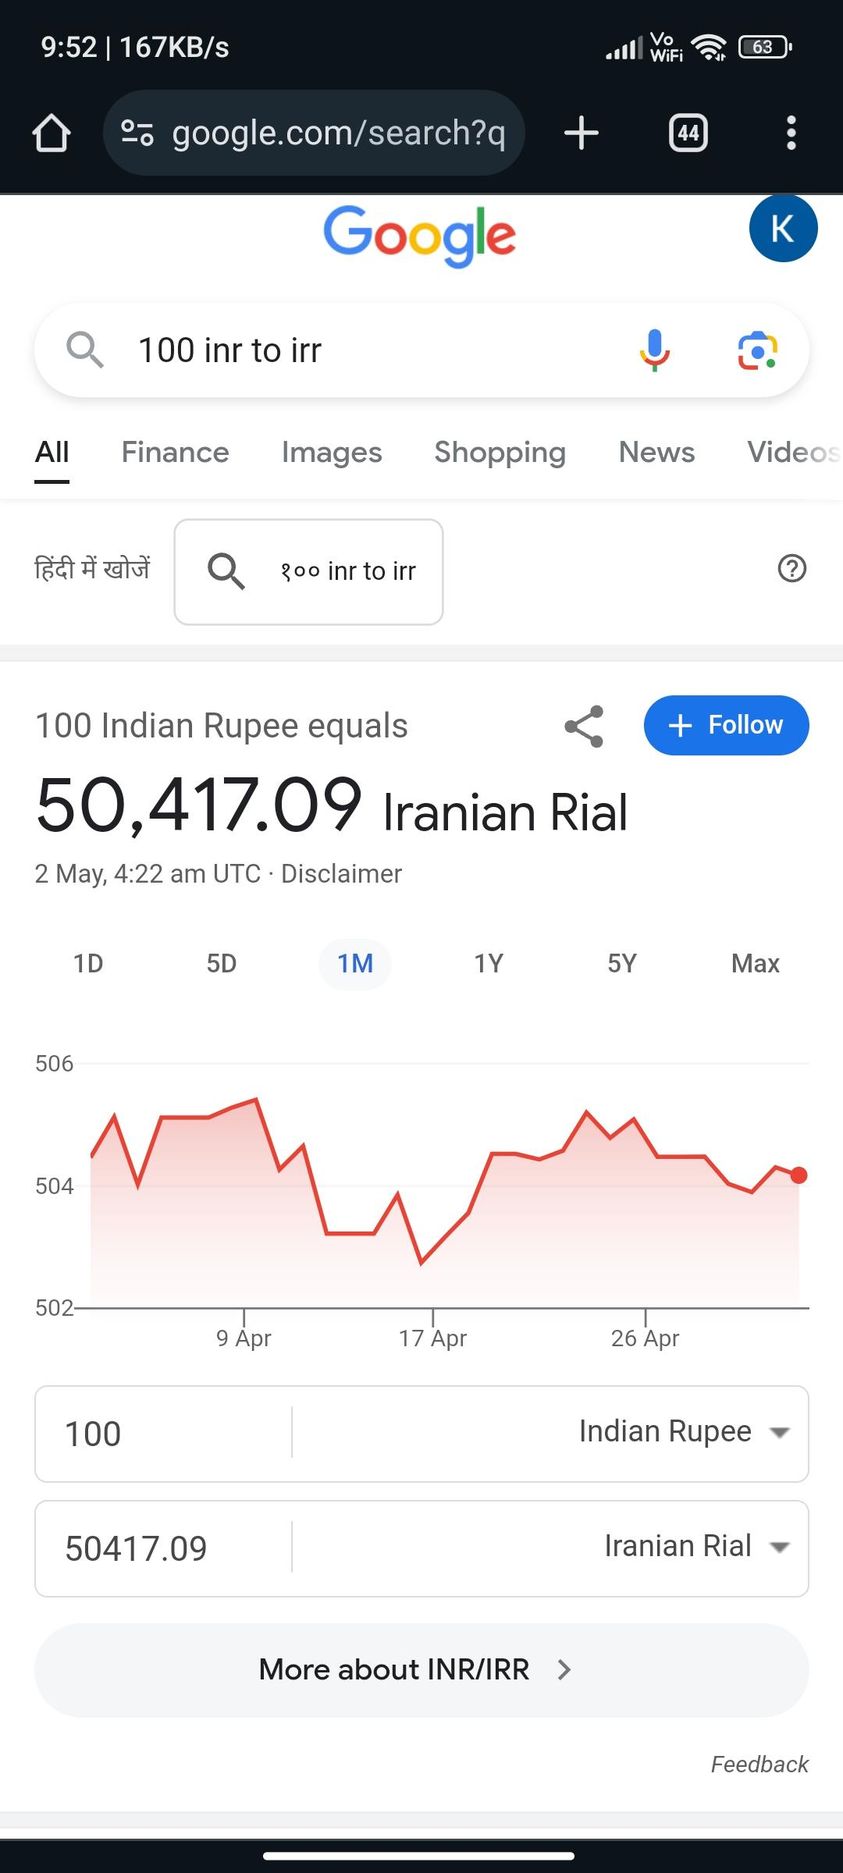 9:52 | 167KB/s Vo WiFi 63
google.com/search?q 44
Google K
100 inr to irr
All Finance Images Shopping News Videos
हिंदी में खोजें १०० inr to irr
100 Indian Rupee equals + Follow
50,417.09 Iranian Rial
2 May, 4:22 am UTC · Disclaimer
1D 5D 1M 1Y 5Y Max
506
504
502
9 Apr 17 Apr 26 Apr
100 Indian Rupee
50417.09 Iranian Rial
More about INR/IRR
Feedback